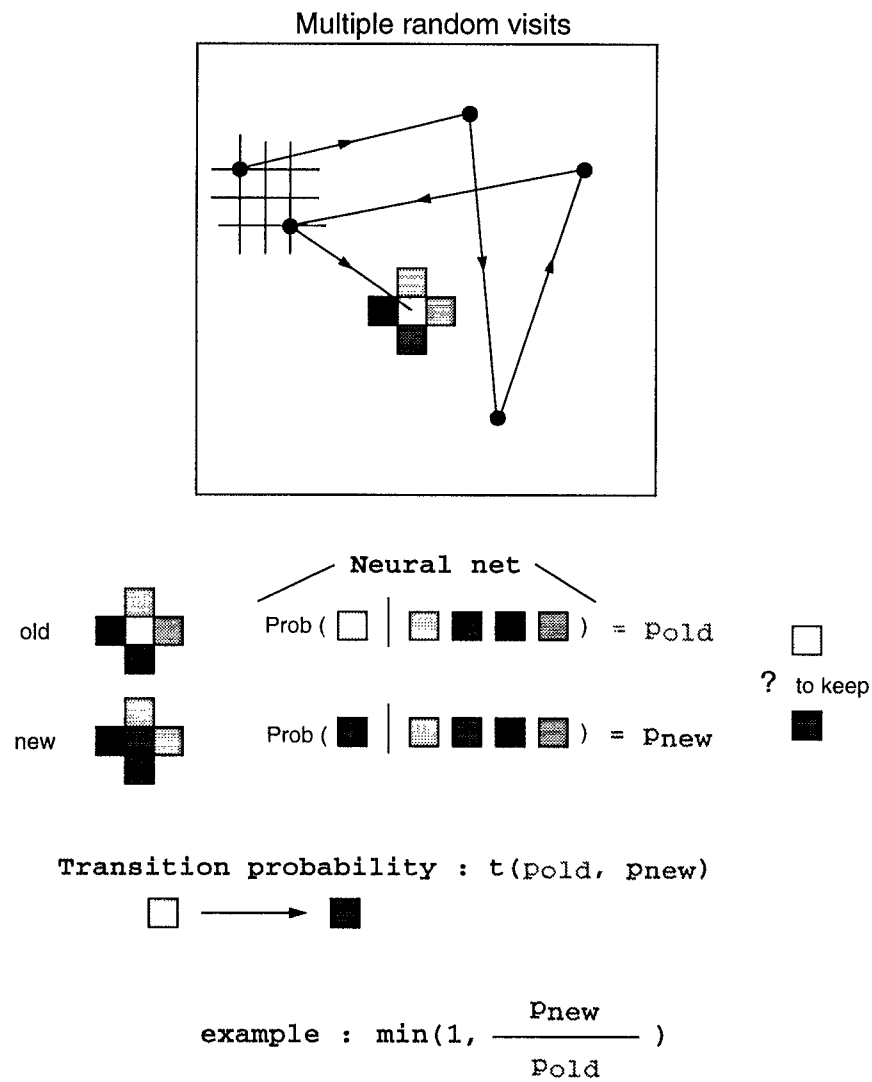 Multiple random visits
Neural net
old Prob ( | ) = pold
? to keep
new Prob ( | ) = pnew
Transition probability : t(pold, pnew)
example : min(1, pnew / pold )